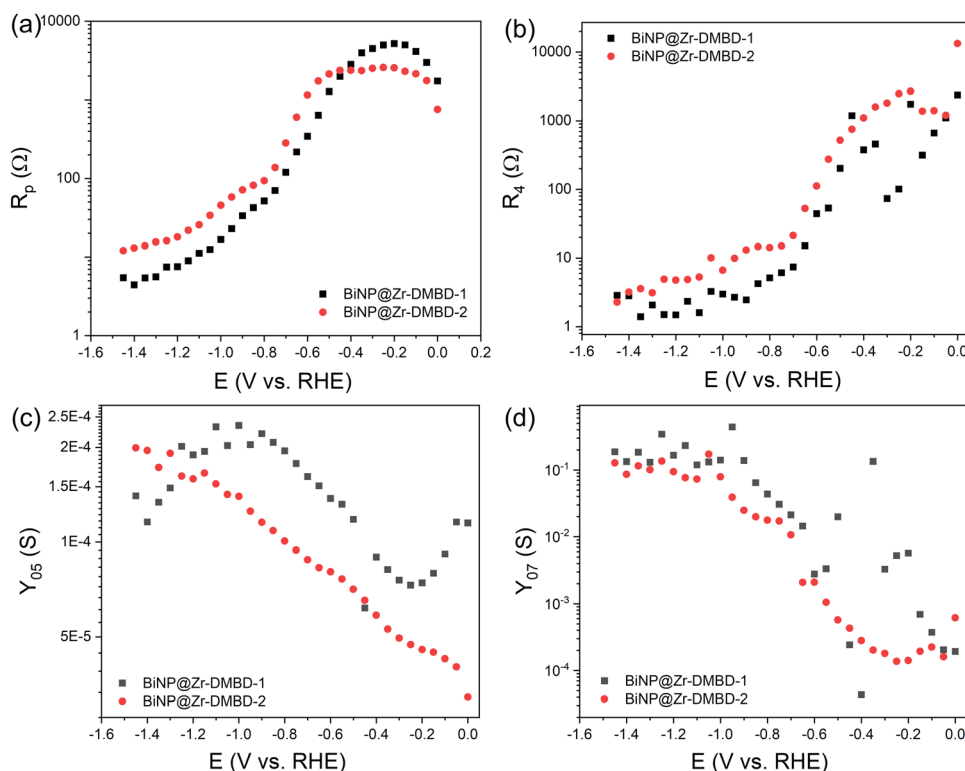 (a)
10000
100
1
R_p (Ω)
BiNP@Zr-DMBD-1
BiNP@Zr-DMBD-2
-1.6 -1.4 -1.2 -1.0 -0.8 -0.6 -0.4 -0.2 0.0 0.2
E (V vs. RHE)
(b)
10000
1000
100
10
1
R_4 (Ω)
BiNP@Zr-DMBD-1
BiNP@Zr-DMBD-2
-1.6 -1.4 -1.2 -1.0 -0.8 -0.6 -0.4 -0.2 0.0
E (V vs. RHE)
(c)
2.5E-4
2E-4
1.5E-4
1E-4
5E-5
Y_05 (S)
BiNP@Zr-DMBD-1
BiNP@Zr-DMBD-2
-1.6 -1.4 -1.2 -1.0 -0.8 -0.6 -0.4 -0.2 0.0
E (V vs. RHE)
(d)
10^-1
10^-2
10^-3
10^-4
Y_07 (S)
BiNP@Zr-DMBD-1
BiNP@Zr-DMBD-2
-1.6 -1.4 -1.2 -1.0 -0.8 -0.6 -0.4 -0.2 0.0
E (V vs. RHE)